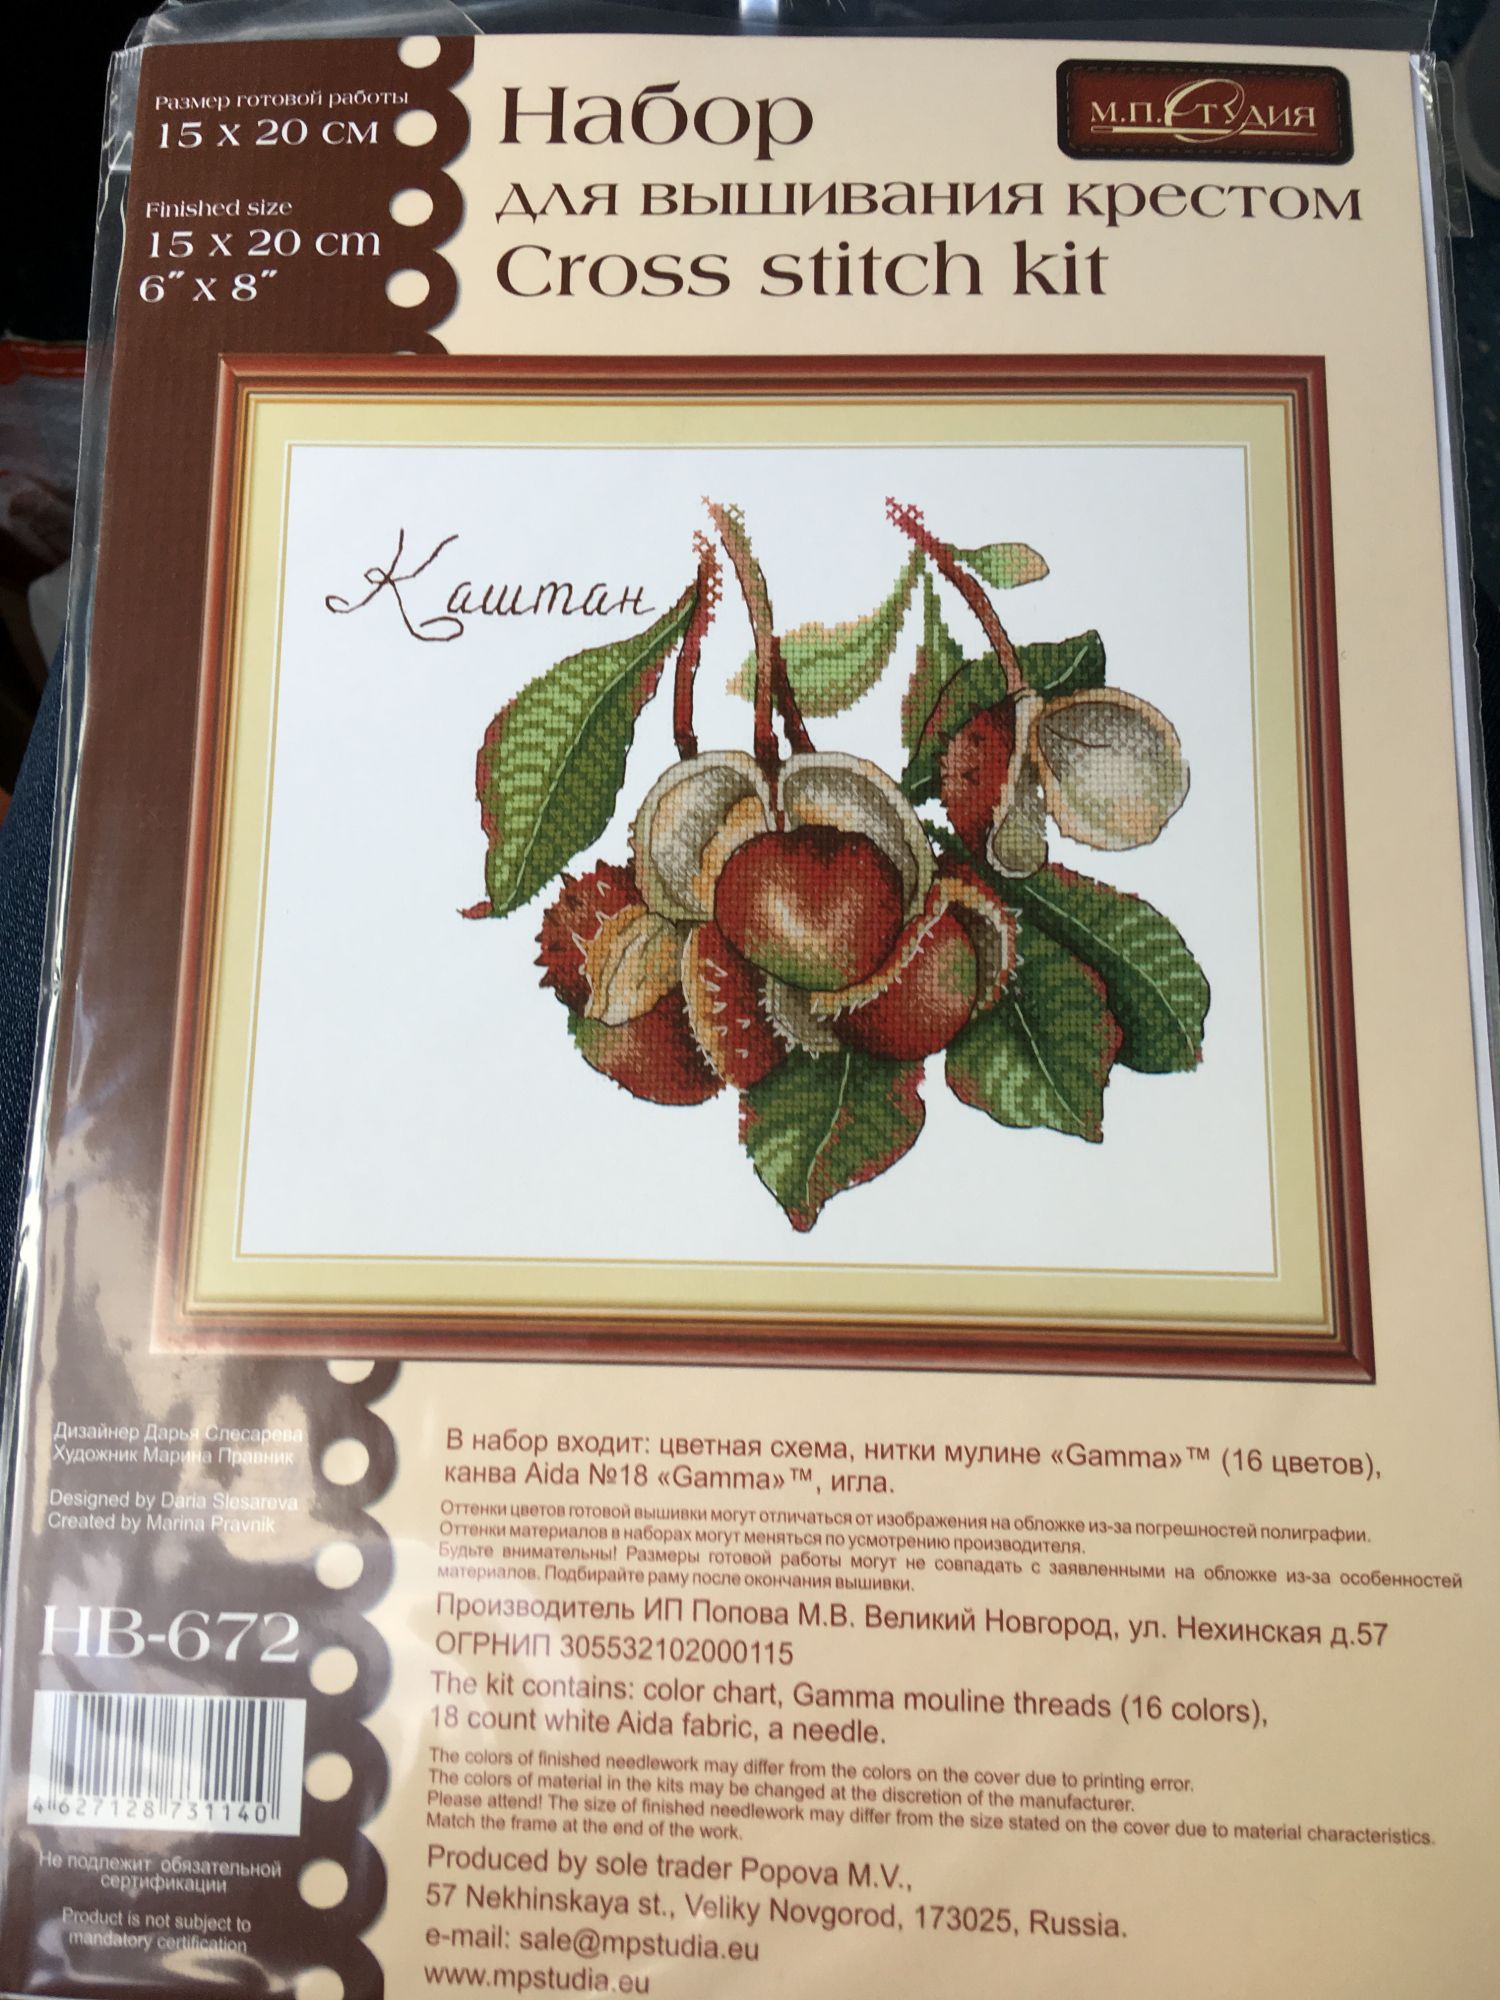 Размер готовой работы
15 х 20 см
Finished size
15 x 20 cm
6" x 8"
Набор
для вышивания крестом
Cross stitch kit
М.П.Студия
Каштан
Дизайнер Дарья Слесарева
Художник Марина Правник
Designed by Daria Slesareva
Created by Marina Pravnik
НВ-672
4 627128 731140
Не подлежит обязательной
сертификации
Product is not subject to
mandatory certification
В набор входит: цветная схема, нитки мулине «Gamma»™ (16 цветов),
канва Aida №18 «Gamma»™, игла.
Оттенки цветов готовой вышивки могут отличаться от изображения на обложке из-за погрешностей полиграфии.
Оттенки материалов в наборах могут меняться по усмотрению производителя.
Будьте внимательны! Размеры готовой работы могут не совпадать с заявленными на обложке из-за особенностей
материалов. Подбирайте раму после окончания вышивки.
Производитель ИП Попова М.В. Великий Новгород, ул. Нехинская д.57
ОГРНИП 305532102000115
The kit contains: color chart, Gamma mouline threads (16 colors),
18 count white Aida fabric, a needle.
The colors of finished needlework may differ from the colors on the cover due to printing error.
The colors of material in the kits may be changed at the discretion of the manufacturer.
Please attend! The size of finished needlework may differ from the size stated on the cover due to material characteristics.
Match the frame at the end of the work.
Produced by sole trader Popova M.V.,
57 Nekhinskaya st., Veliky Novgorod, 173025, Russia.
e-mail: sale@mpstudia.eu
www.mpstudia.eu